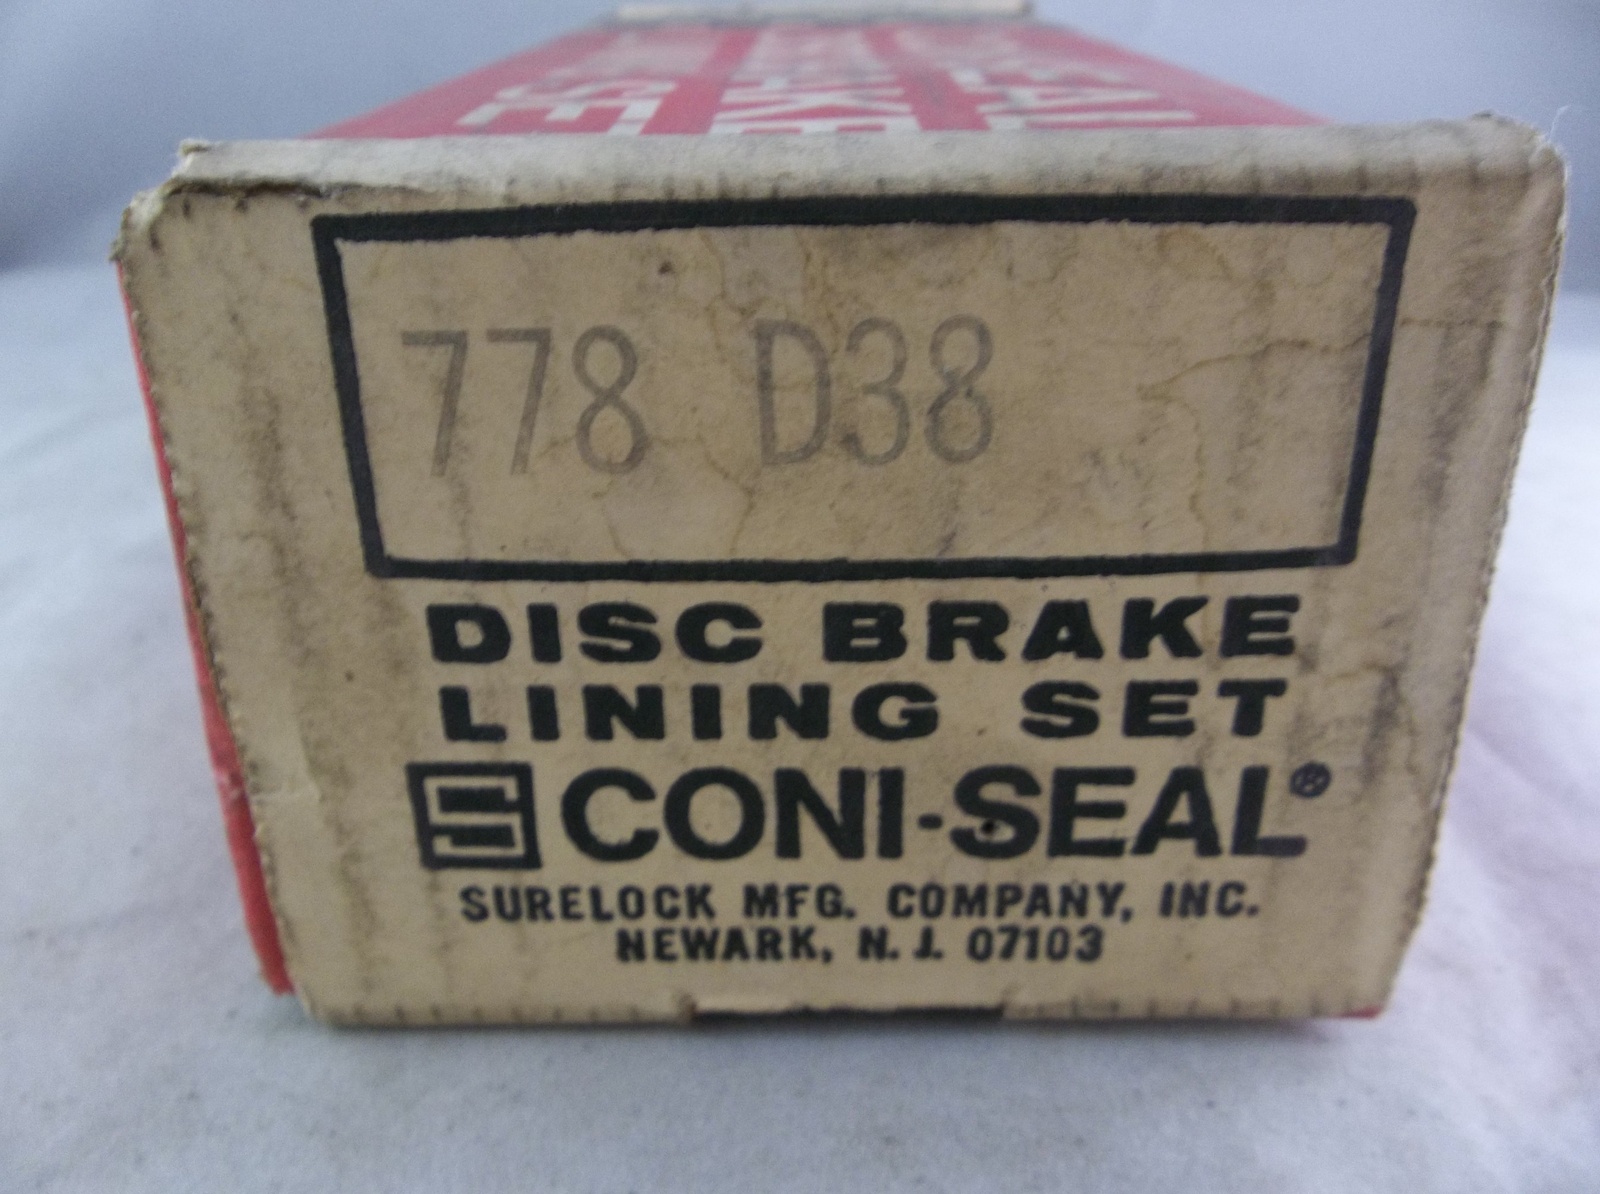 778 D38
DISC BRAKE
LINING SET
CONI-SEAL®
SURELOCK MFG. COMPANY, INC.
NEWARK, N.J. 07103